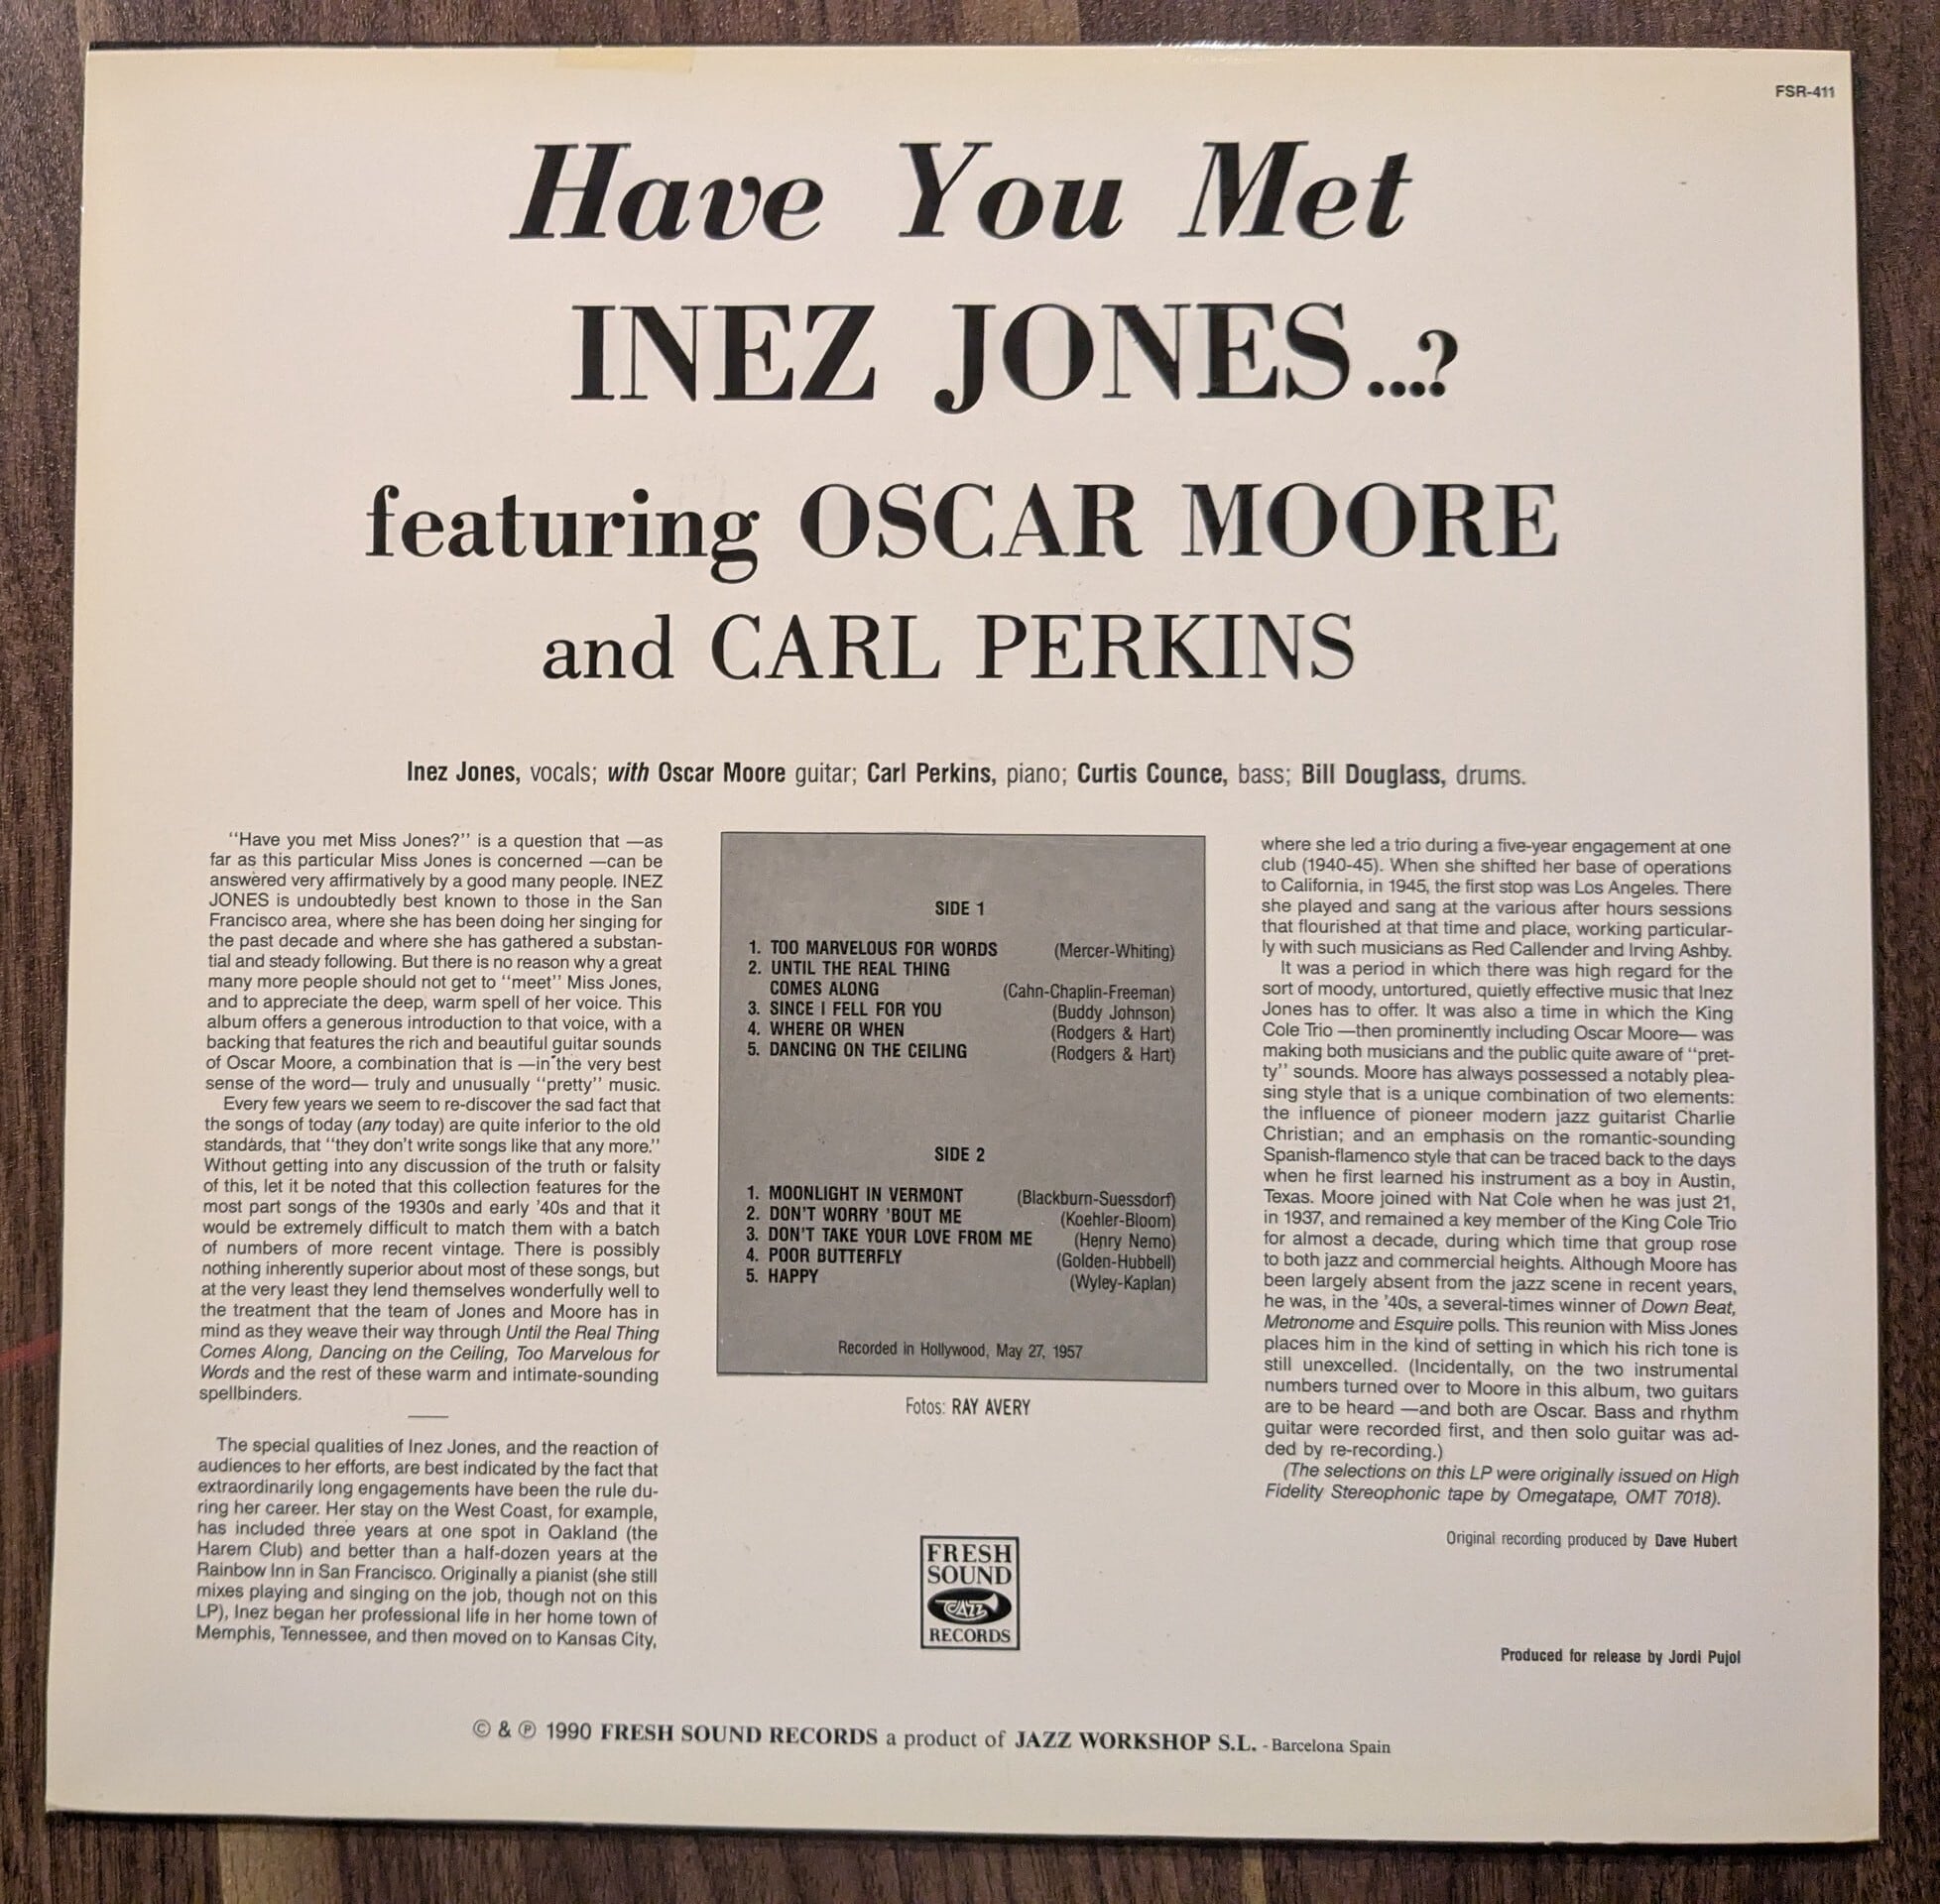 FSR-411
Have You Met
INEZ JONES...?
featuring OSCAR MOORE
and CARL PERKINS
Inez Jones, vocals; with Oscar Moore guitar; Carl Perkins, piano; Curtis Counce, bass; Bill Douglass, drums.
‘‘Have you met Miss Jones?’’ is a question that —as
far as this particular Miss Jones is concerned —can be
answered very affirmatively by a good many people. INEZ
JONES is undoubtedly best known to those in the San
Francisco area, where she has been doing her singing for
the past decade and where she has gathered a substan-
tial and steady following. But there is no reason why a great
many more people should not get to ‘‘meet’’ Miss Jones,
and to appreciate the deep, warm spell of her voice. This
album offers a generous introduction to that voice, with a
backing that features the rich and beautiful guitar sounds
of Oscar Moore, a combination that is —in the very best
sense of the word— truly and unusually ‘‘pretty’’ music.
Every few years we seem to re-discover the sad fact that
the songs of today (any today) are quite inferior to the old
standards, that ‘‘they don't write songs like that any more.’’
Without getting into any discussion of the truth or falsity
of this, let it be noted that this collection features for the
most part songs of the 1930s and early '40s and that it
would be extremely difficult to match them with a batch
of numbers of more recent vintage. There is possibly
nothing inherently superior about most of these songs, but
at the very least they lend themselves wonderfully well to
the treatment that the team of Jones and Moore has in
mind as they weave their way through Until the Real Thing
Comes Along, Dancing on the Ceiling, Too Marvelous for
Words and the rest of these warm and intimate-sounding
spellbinders.
The special qualities of Inez Jones, and the reaction of
audiences to her efforts, are best indicated by the fact that
extraordinarily long engagements have been the rule du-
ring her career. Her stay on the West Coast, for example,
has included three years at one spot in Oakland (the
Harem Club) and better than a half-dozen years at the
Rainbow Inn in San Francisco. Originally a pianist (she still
mixes playing and singing on the job, though not on this
LP), Inez began her professional life in her home town of
Memphis, Tennessee, and then moved on to Kansas City,
SIDE 1
1. TOO MARVELOUS FOR WORDS (Mercer-Whiting)
2. UNTIL THE REAL THING
COMES ALONG (Cahn-Chaplin-Freeman)
3. SINCE I FELL FOR YOU (Buddy Johnson)
4. WHERE OR WHEN (Rodgers & Hart)
5. DANCING ON THE CEILING (Rodgers & Hart)
SIDE 2
1. MOONLIGHT IN VERMONT (Blackburn-Suessdorf)
2. DON'T WORRY 'BOUT ME (Koehler-Bloom)
3. DON'T TAKE YOUR LOVE FROM ME (Henry Nemo)
4. POOR BUTTERFLY (Golden-Hubbell)
5. HAPPY (Wyley-Kaplan)
Recorded in Hollywood, May 27, 1957
Fotos: RAY AVERY
FRESH
SOUND
JAZZ
RECORDS
where she led a trio during a five-year engagement at one
club (1940-45). When she shifted her base of operations
to California, in 1945, the first stop was Los Angeles. There
she played and sang at the various after hours sessions
that flourished at that time and place, working particular-
ly with such musicians as Red Callender and Irving Ashby.
It was a period in which there was high regard for the
sort of moody, untortured, quietly effective music that Inez
Jones has to offer. It was also a time in which the King
Cole Trio —then prominently including Oscar Moore— was
making both musicians and the public quite aware of ‘‘pret-
ty’’ sounds. Moore has always possessed a notably plea-
sing style that is a unique combination of two elements:
the influence of pioneer modern jazz guitarist Charlie
Christian; and an emphasis on the romantic-sounding
Spanish-flamenco style that can be traced back to the days
when he first learned his instrument as a boy in Austin,
Texas. Moore joined with Nat Cole when he was just 21,
in 1937, and remained a key member of the King Cole Trio
for almost a decade, during which time that group rose
to both jazz and commercial heights. Although Moore has
been largely absent from the jazz scene in recent years,
he was, in the '40s, a several-times winner of Down Beat,
Metronome and Esquire polls. This reunion with Miss Jones
places him in the kind of setting in which his rich tone is
still unexcelled. (Incidentally, on the two instrumental
numbers turned over to Moore in this album, two guitars
are to be heard —and both are Oscar. Bass and rhythm
guitar were recorded first, and then solo guitar was ad-
ded by re-recording.)
(The selections on this LP were originally issued on High
Fidelity Stereophonic tape by Omegatape, OMT 7018).
Original recording produced by Dave Hubert
Produced for release by Jordi Pujol
© & ℗ 1990 FRESH SOUND RECORDS a product of JAZZ WORKSHOP S.L. - Barcelona Spain